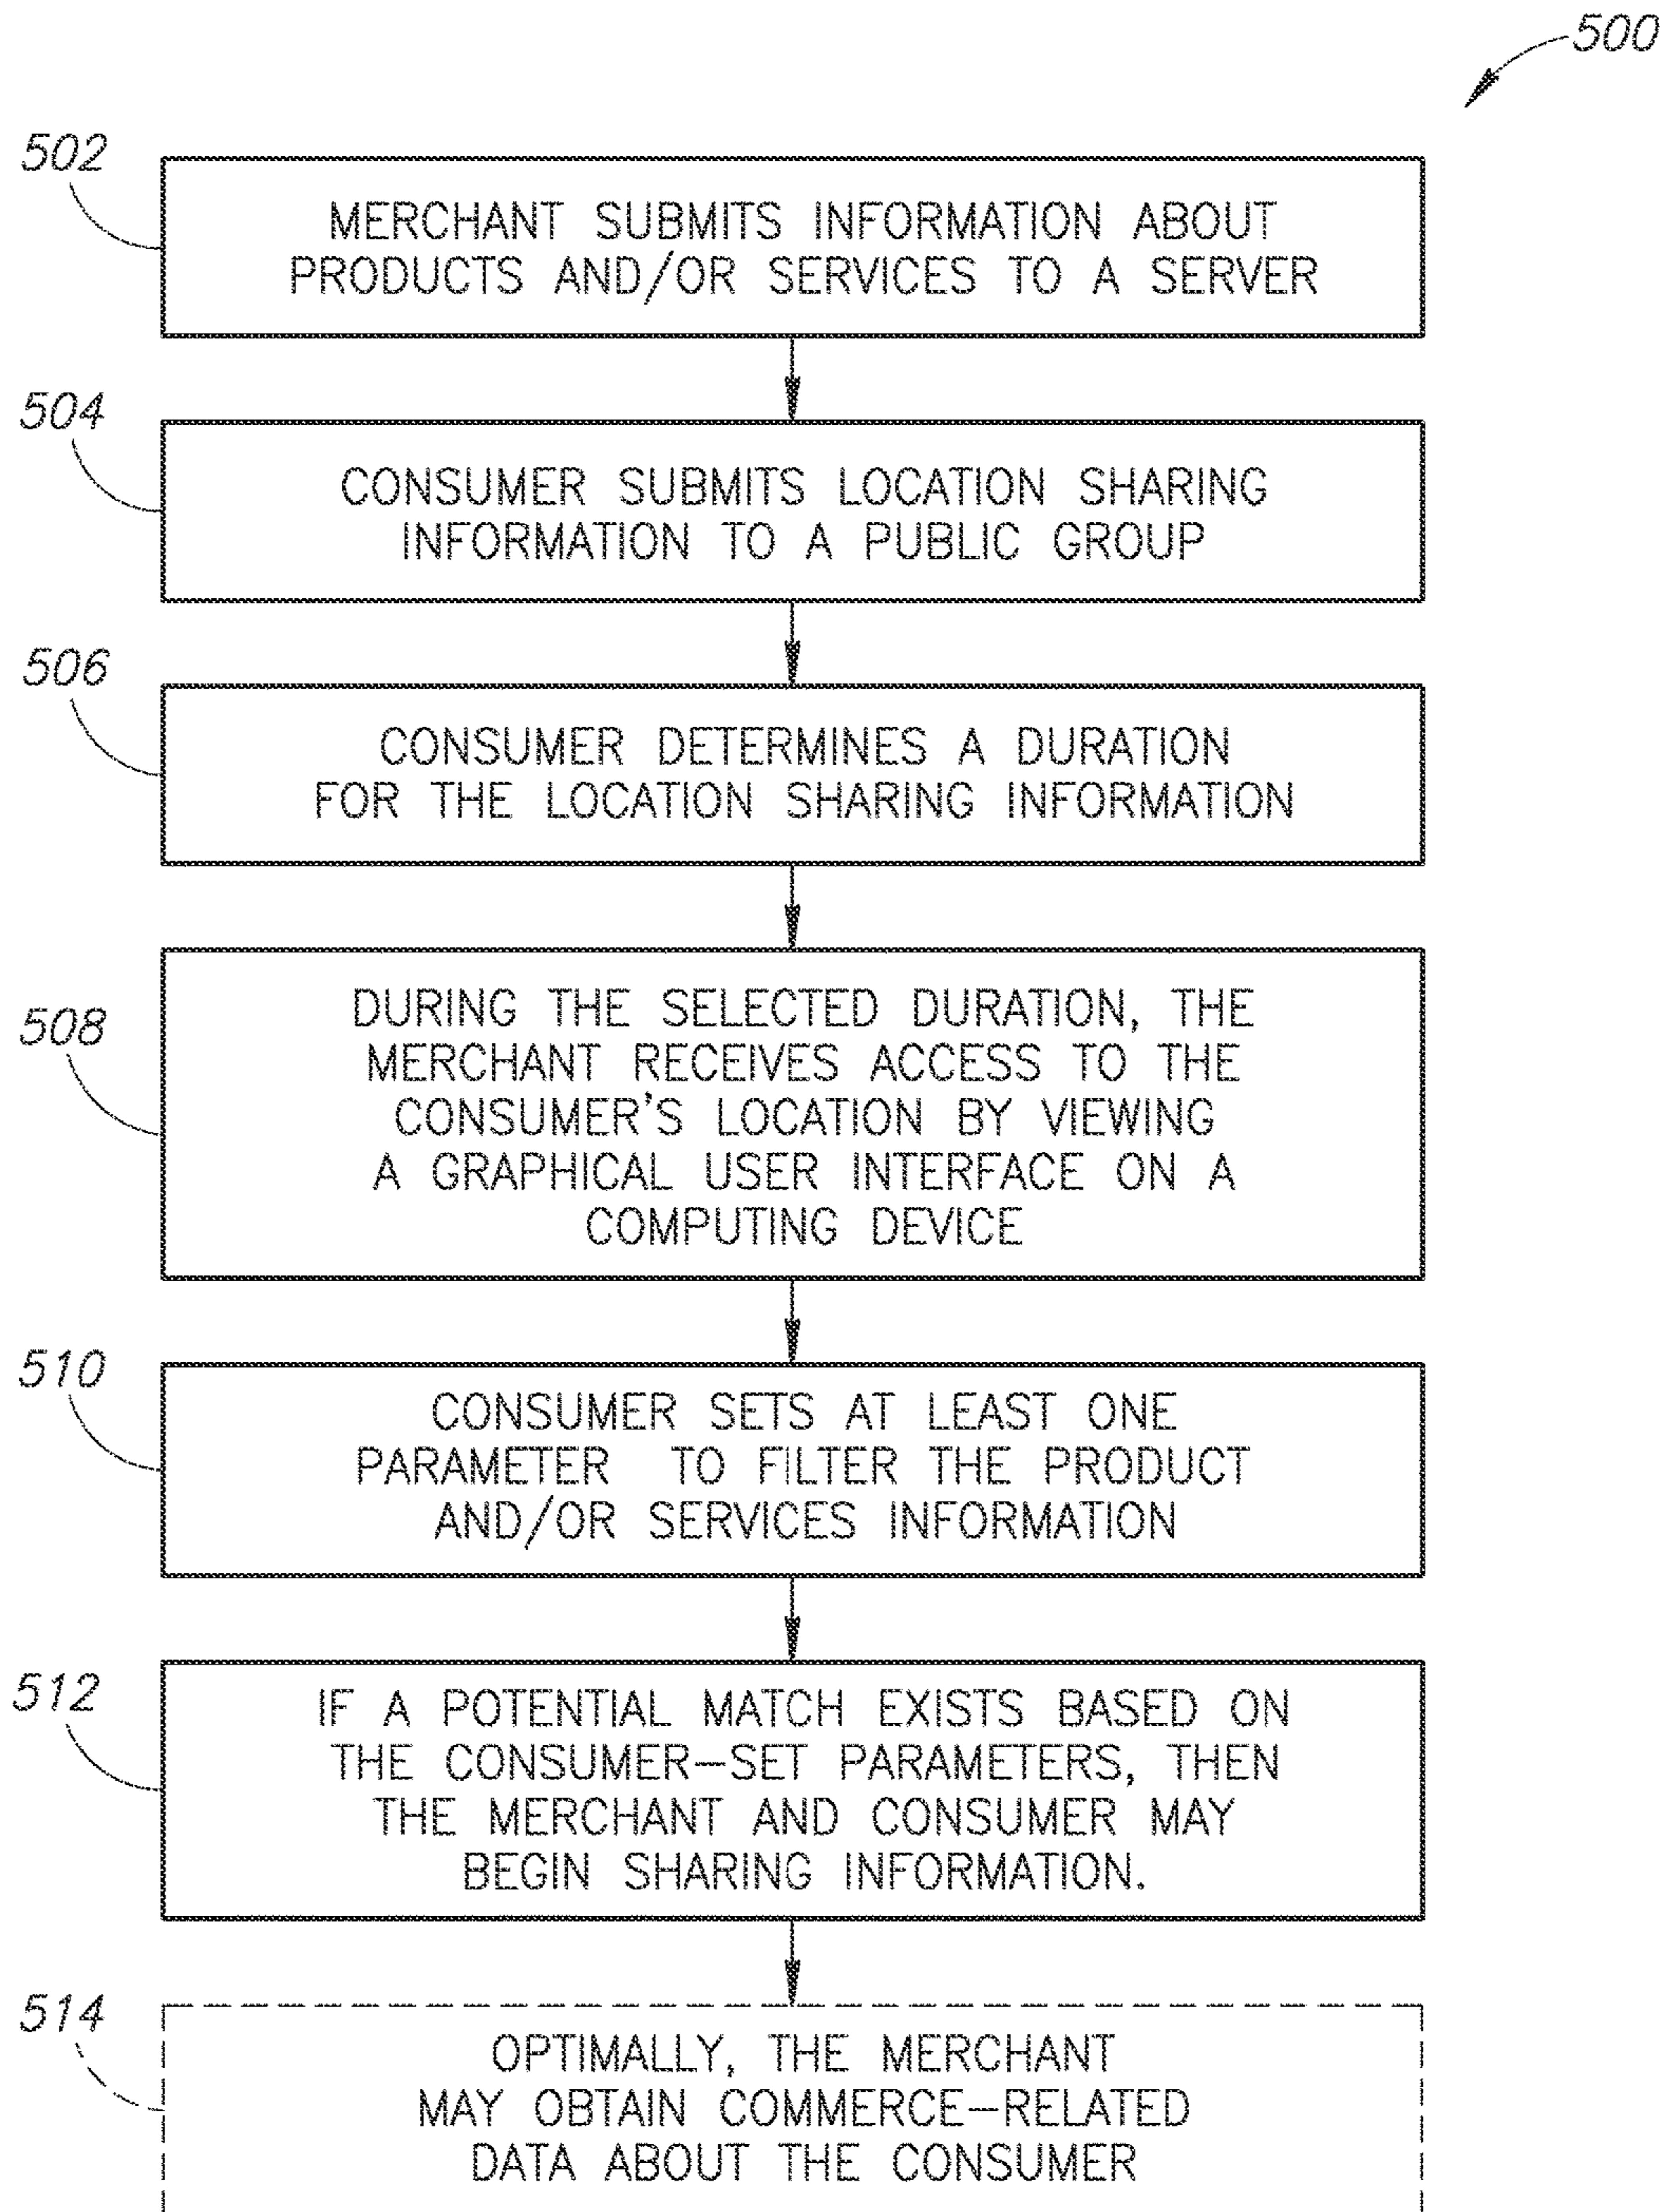 500
502
MERCHANT SUBMITS INFORMATION ABOUT
PRODUCTS AND/OR SERVICES TO A SERVER
504
CONSUMER SUBMITS LOCATION SHARING
INFORMATION TO A PUBLIC GROUP
506
CONSUMER DETERMINES A DURATION
FOR THE LOCATION SHARING INFORMATION
508
DURING THE SELECTED DURATION, THE
MERCHANT RECEIVES ACCESS TO THE
CONSUMER'S LOCATION BY VIEWING
A GRAPHICAL USER INTERFACE ON A
COMPUTING DEVICE
510
CONSUMER SETS AT LEAST ONE
PARAMETER TO FILTER THE PRODUCT
AND/OR SERVICES INFORMATION
512
IF A POTENTIAL MATCH EXISTS BASED ON
THE CONSUMER–SET PARAMETERS, THEN
THE MERCHANT AND CONSUMER MAY
BEGIN SHARING INFORMATION.
514
OPTIMALLY, THE MERCHANT
MAY OBTAIN COMMERCE–RELATED
DATA ABOUT THE CONSUMER